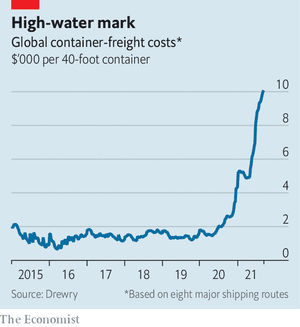 High-water mark
Global container-freight costs*
$'000 per 40-foot container
10
8
6
4
2
0
2015 16 17 18 19 20 21
Source: Drewry *Based on eight major shipping routes
The Economist